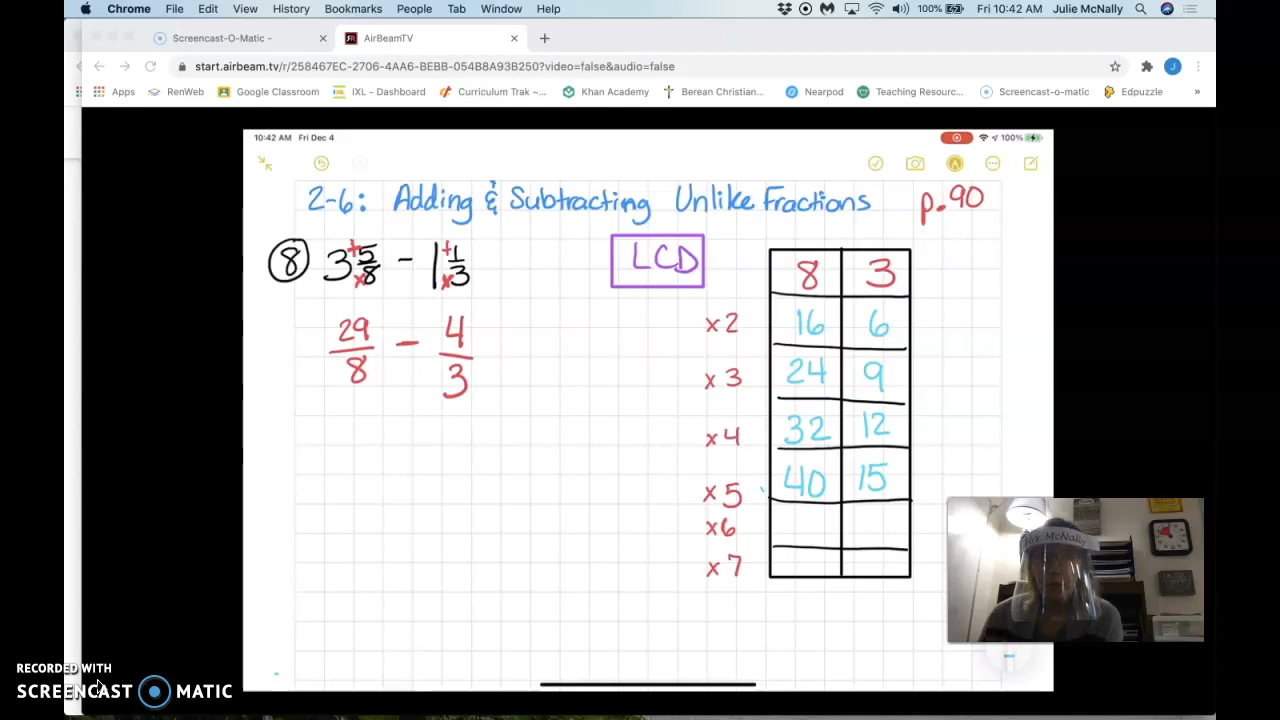 Chrome File Edit View History Bookmarks People Tab Window Help 100% Fri 10:42 AM Julie McNally
Screencast-O-Matic - × AirBeamTV × +
start.airbeam.tv/r/258467EC-2706-4AA6-BEBB-054B8A93B250?video=false&audio=false J
Apps RenWeb Google Classroom IXL - Dashboard Curriculum Trak ~... Khan Academy Berean Christian... Nearpod Teaching Resourc... Screencast-o-matic Edpuzzle »
10:42 AM Fri Dec 4 100%
2-6: Adding & Subtracting Unlike Fractions p. 90
8 3 + 5/8 x - 1 + 1/3 x
LCD
8 3
29/8 - 4/3
x2 16 6
x3 24 9
x4 32 12
x5 40 15
x6
x7
Mrs. McNally
RECORDED WITH
SCREENCAST MATIC